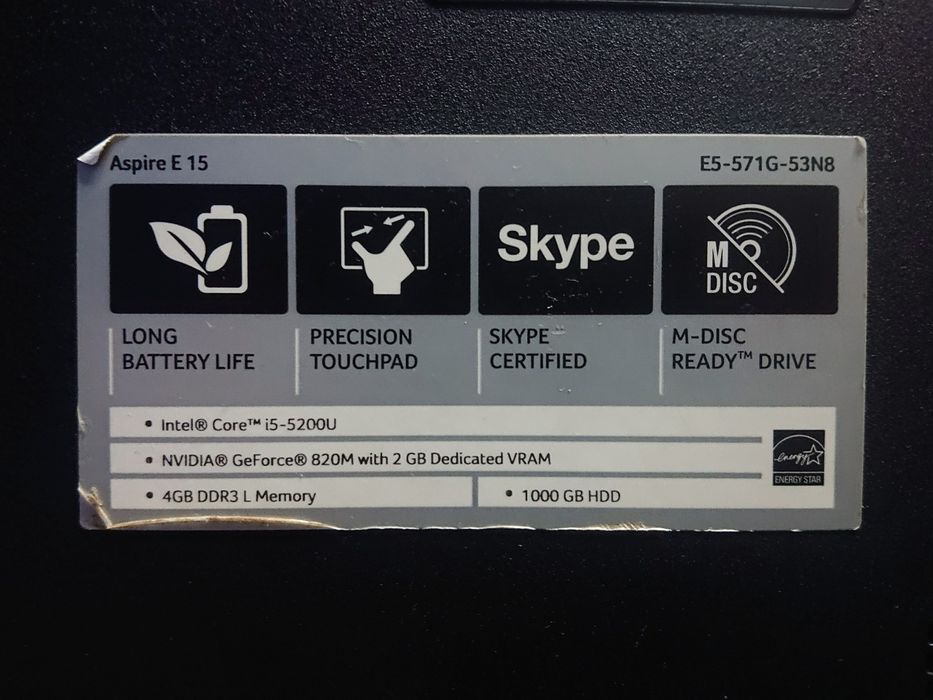 Aspire E 15 E5-571G-53N8
Skype
M DISC
LONG BATTERY LIFE
PRECISION TOUCHPAD
SKYPE CERTIFIED
M-DISC READY™ DRIVE
• Intel® Core™ i5-5200U
• NVIDIA® GeForce® 820M with 2 GB Dedicated VRAM
• 4GB DDR3 L Memory
• 1000 GB HDD
energy
ENERGY STAR